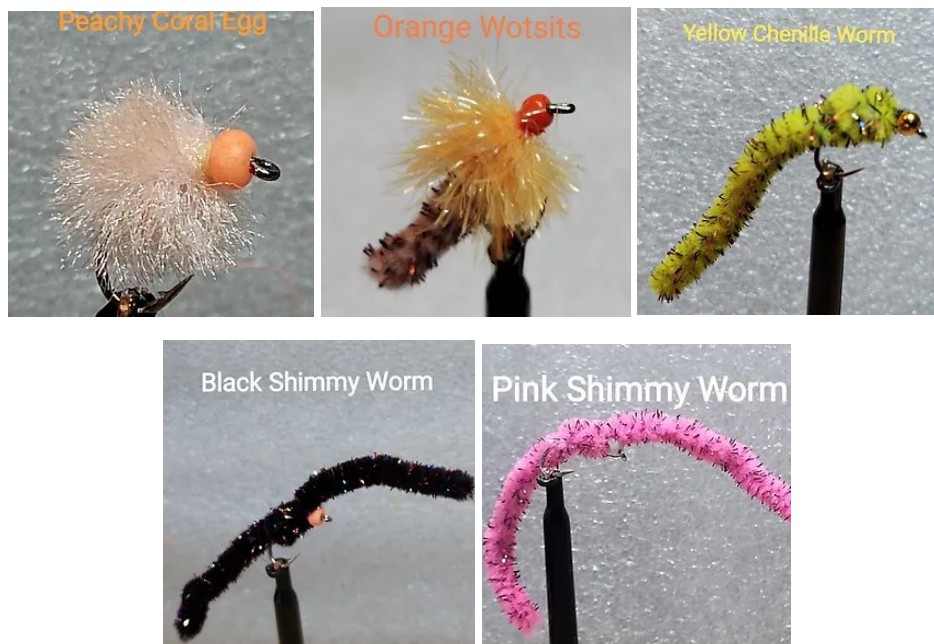 Peachy Coral Egg
Orange Wotsits
Yellow Chenille Worm
Black Shimmy Worm
Pink Shimmy Worm